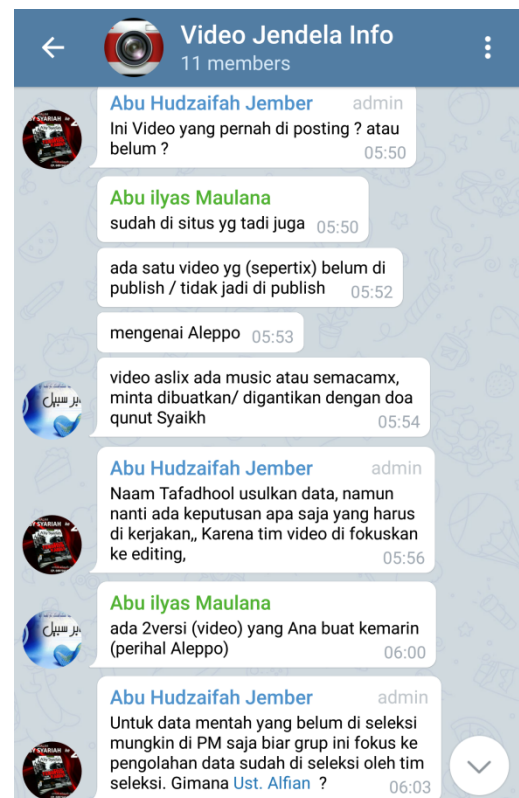 Video Jendela Info
11 members
Abu Hudzaifah Jember admin
Ini Video yang pernah di posting ? atau
belum ?
05:50
Abu ilyas Maulana
sudah di situs yg tadi juga 05:50
ada satu video yg (sepertix) belum di
publish / tidak jadi di publish 05:52
mengenai Aleppo 05:53
video aslix ada music atau semacamx,
minta dibuatkan/ digantikan dengan doa
qunut Syaikh
05:54
Abu Hudzaifah Jember admin
Naam Tafadhool usulkan data, namun
nanti ada keputusan apa saja yang harus
di kerjakan,, Karena tim video di fokuskan
ke editing,
05:56
Abu ilyas Maulana
ada 2versi (video) yang Ana buat kemarin
(perihal Aleppo)
06:00
Abu Hudzaifah Jember admin
Untuk data mentah yang belum di seleksi
mungkin di PM saja biar grup ini fokus ke
pengolahan data sudah di seleksi oleh tim
seleksi. Gimana Ust. Alfian ?
06:03